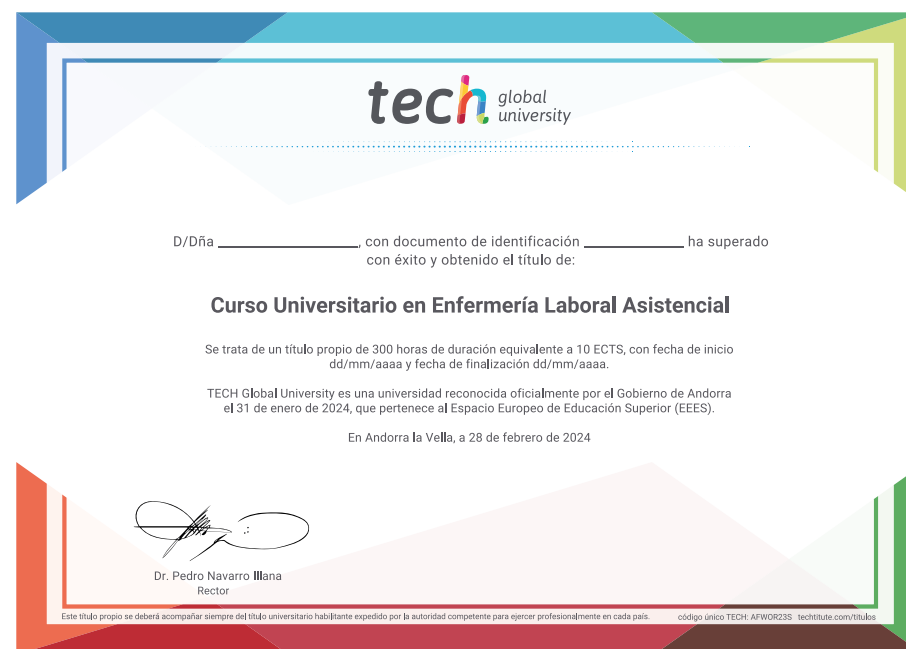 tech global
university
D/Dña ____________, con documento de identificación ____________ ha superado
con éxito y obtenido el título de:
Curso Universitario en Enfermería Laboral Asistencial
Se trata de un título propio de 300 horas de duración equivalente a 10 ECTS, con fecha de inicio
dd/mm/aaaa y fecha de finalización dd/mm/aaaa.
TECH Global University es una universidad reconocida oficialmente por el Gobierno de Andorra
el 31 de enero de 2024, que pertenece al Espacio Europeo de Educación Superior (EEES).
En Andorra la Vella, a 28 de febrero de 2024
Dr. Pedro Navarro Illana
Rector
Este título propio se deberá acompañar siempre del título universitario habilitante expedido por la autoridad competente para ejercer profesionalmente en cada país. código único TECH: AFWOR23S techtitute.com/titulos